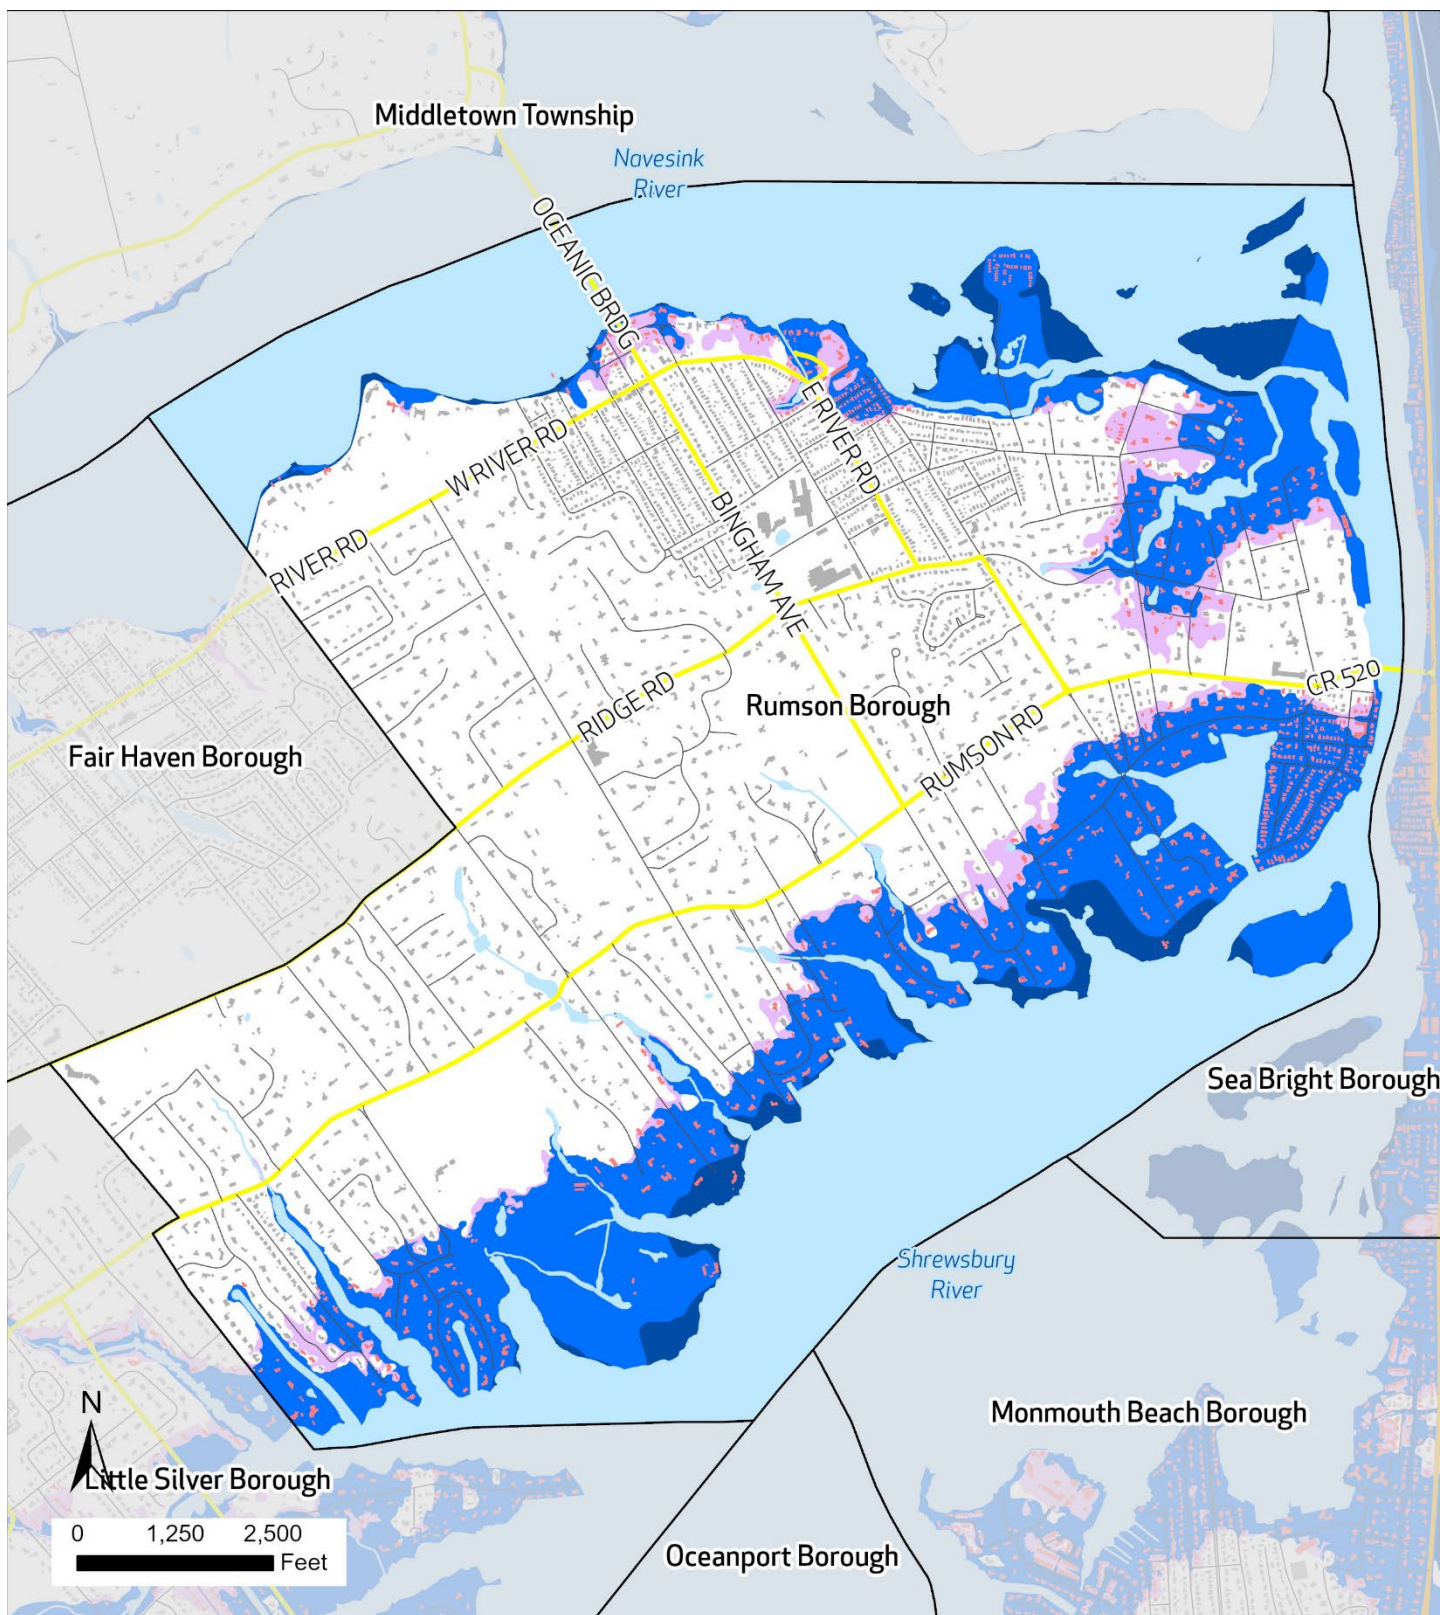 Middletown Township
Navesink
River
OCEANIC BRDG
W RIVER RD
E RIVER RD
RIVER RD
BINGHAM AVE
RIDGE RD
Rumson Borough
CR 520
RUMSON RD
Fair Haven Borough
Sea Bright Borough
Shrewsbury
River
Monmouth Beach Borough
N
Little Silver Borough
0 1,250 2,500
Feet
Oceanport Borough